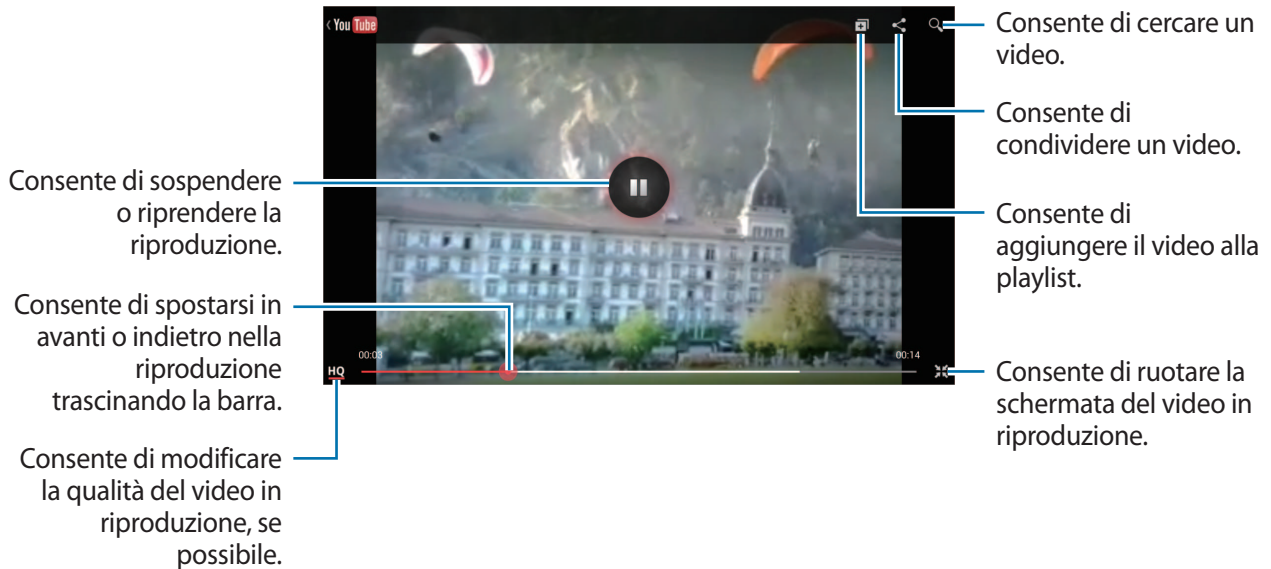 You Tube
Consente di cercare un
video.
Consente di
condividere un video.
Consente di
aggiungere il video alla
playlist.
Consente di sospendere
o riprendere la
riproduzione.
Consente di spostarsi in
avanti o indietro nella
riproduzione
trascinando la barra.
00:03
00:14
HQ
Consente di ruotare la
schermata del video in
riproduzione.
Consente di modificare
la qualità del video in
riproduzione, se
possibile.